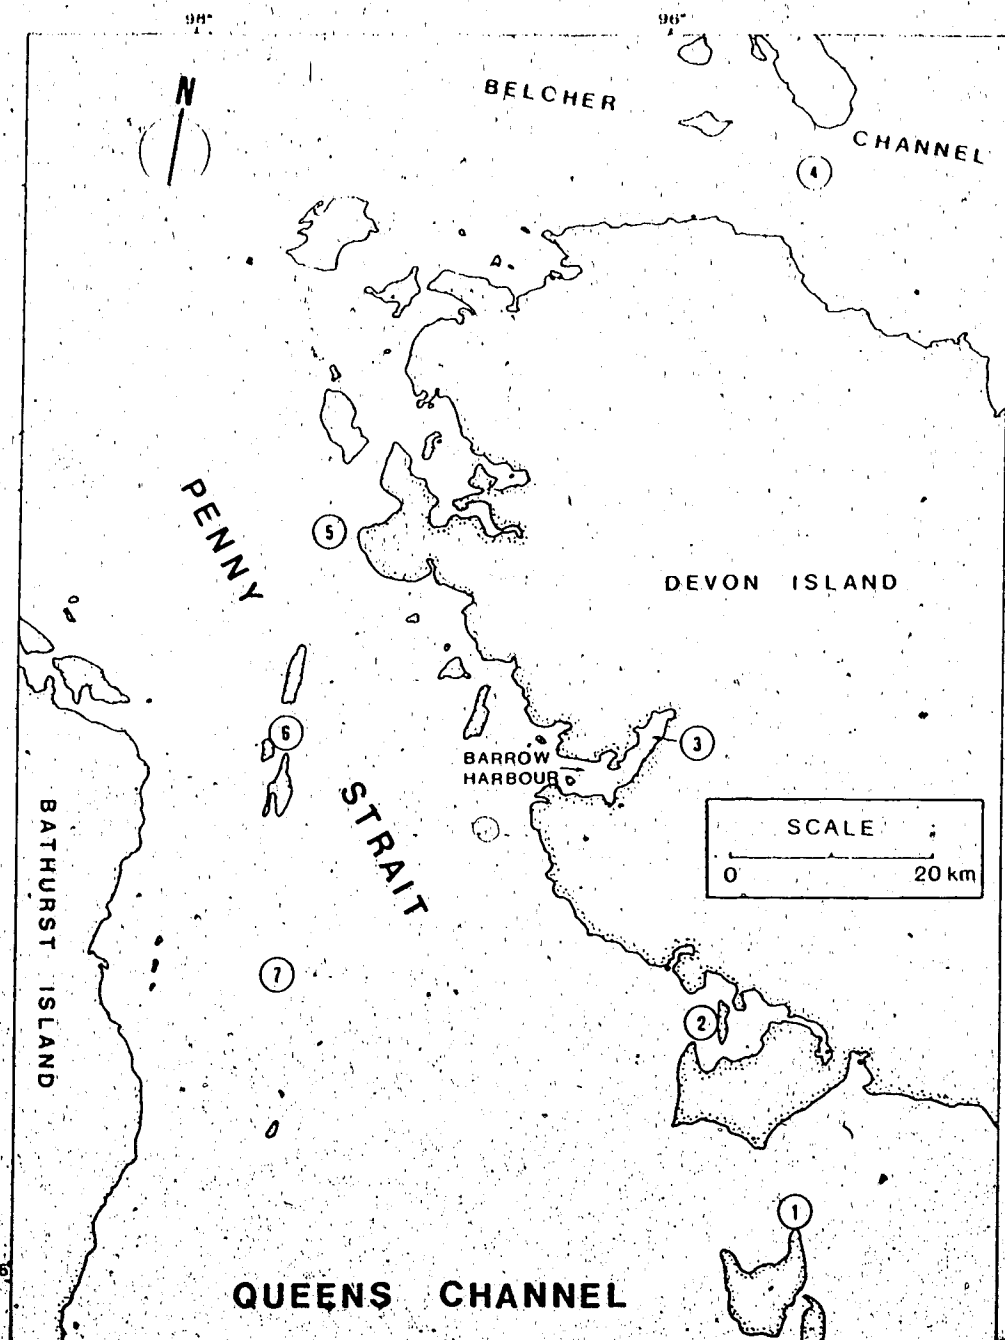 98° 96°
N
BELCHER
CHANNEL
4
PENNY
5
DEVON ISLAND
6
3
BARROW
HARBOUR
STRAIT
SCALE
0 20 km
BATHURST ISLAND
7
2
1
6
QUEENS CHANNEL